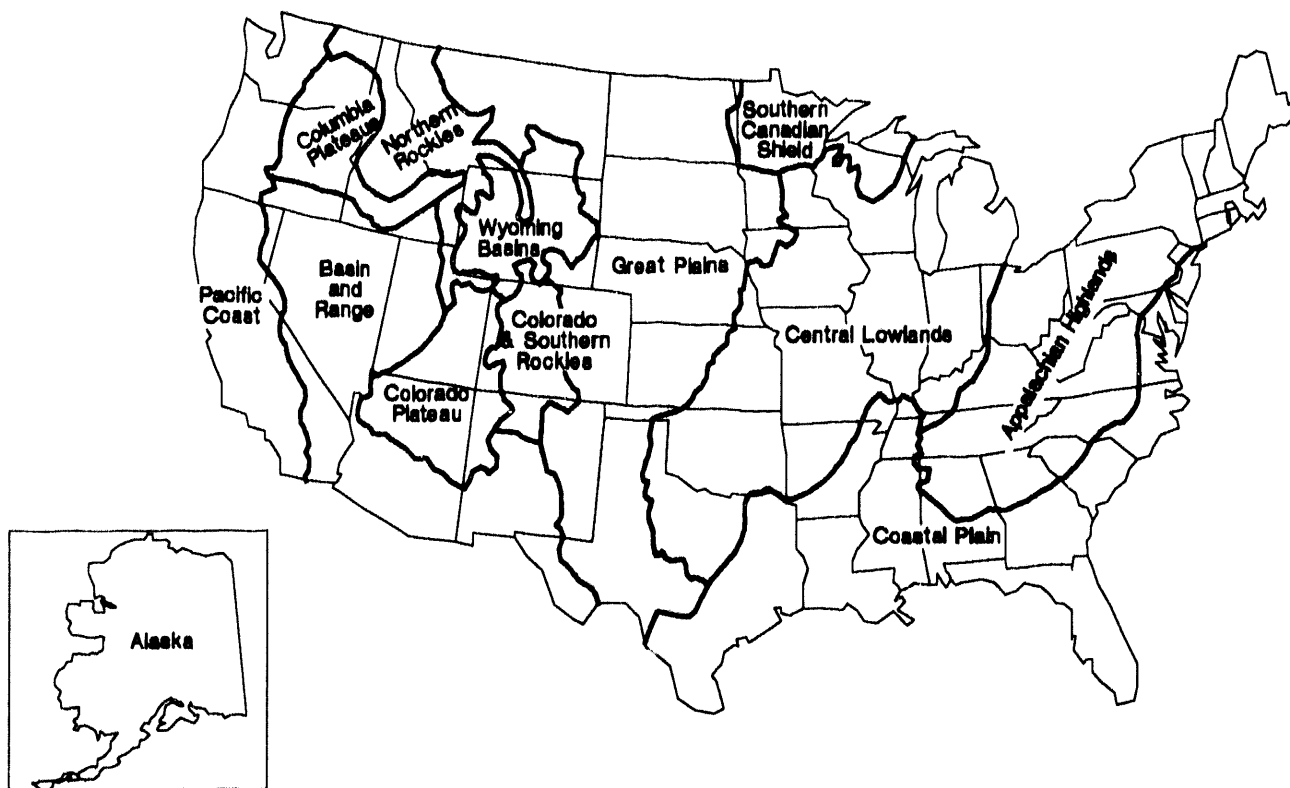 Columbia
Plateaus
Northern
Rockies
Southern
Canadian
Shield
Wyoming
Basins
Great Plains
Basin
and
Range
Pacific
Coast
Colorado
& Southern
Rockies
Central Lowlands
Appalachian Highlands
Colorado
Plateau
Coastal Plain
Alaska